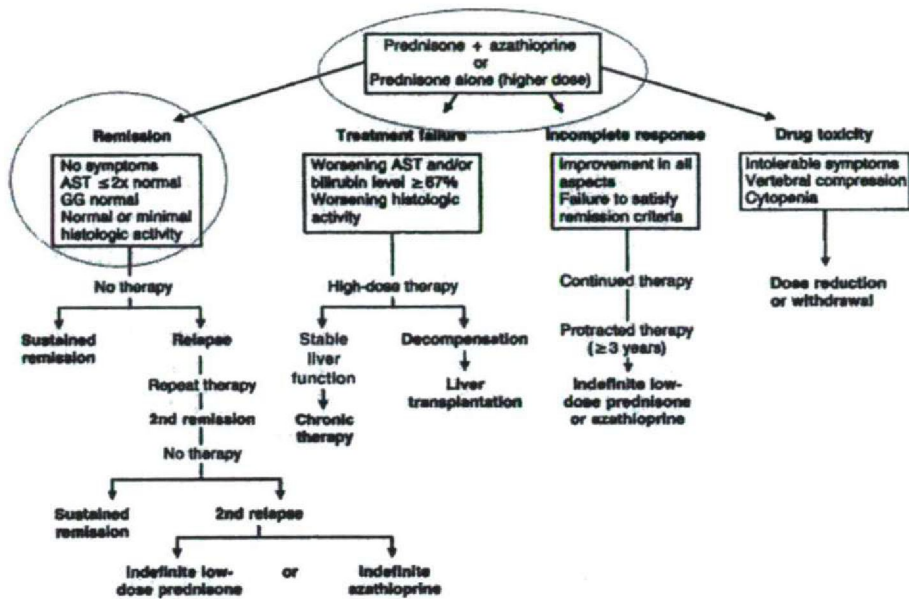 Prednisone + azathioprine
or
Prednisone alone (higher dose)
Remission
No symptoms
AST ≤2x normal
GG normal
Normal or minimal
histologic activity
No therapy
Sustained
remission
Relapse
Repeat therapy
2nd remission
No therapy
Sustained
remission
2nd relapse
Indefinite low-
dose prednisone
or
Indefinite
azathioprine
Treatment failure
Worsening AST and/or
bilirubin level ≥67%
Worsening histologic
activity
High-dose therapy
Stable
liver
function
Chronic
therapy
Decompensation
Liver
transplantation
Incomplete response
Improvement in all
aspects
Failure to satisfy
remission criteria
Continued therapy
Protracted therapy
(≥3 years)
Indefinite low-
dose prednisone
or azathioprine
Drug toxicity
Intolerable symptoms
Vertebral compression
Cytopenia
Dose reduction
or withdrawal